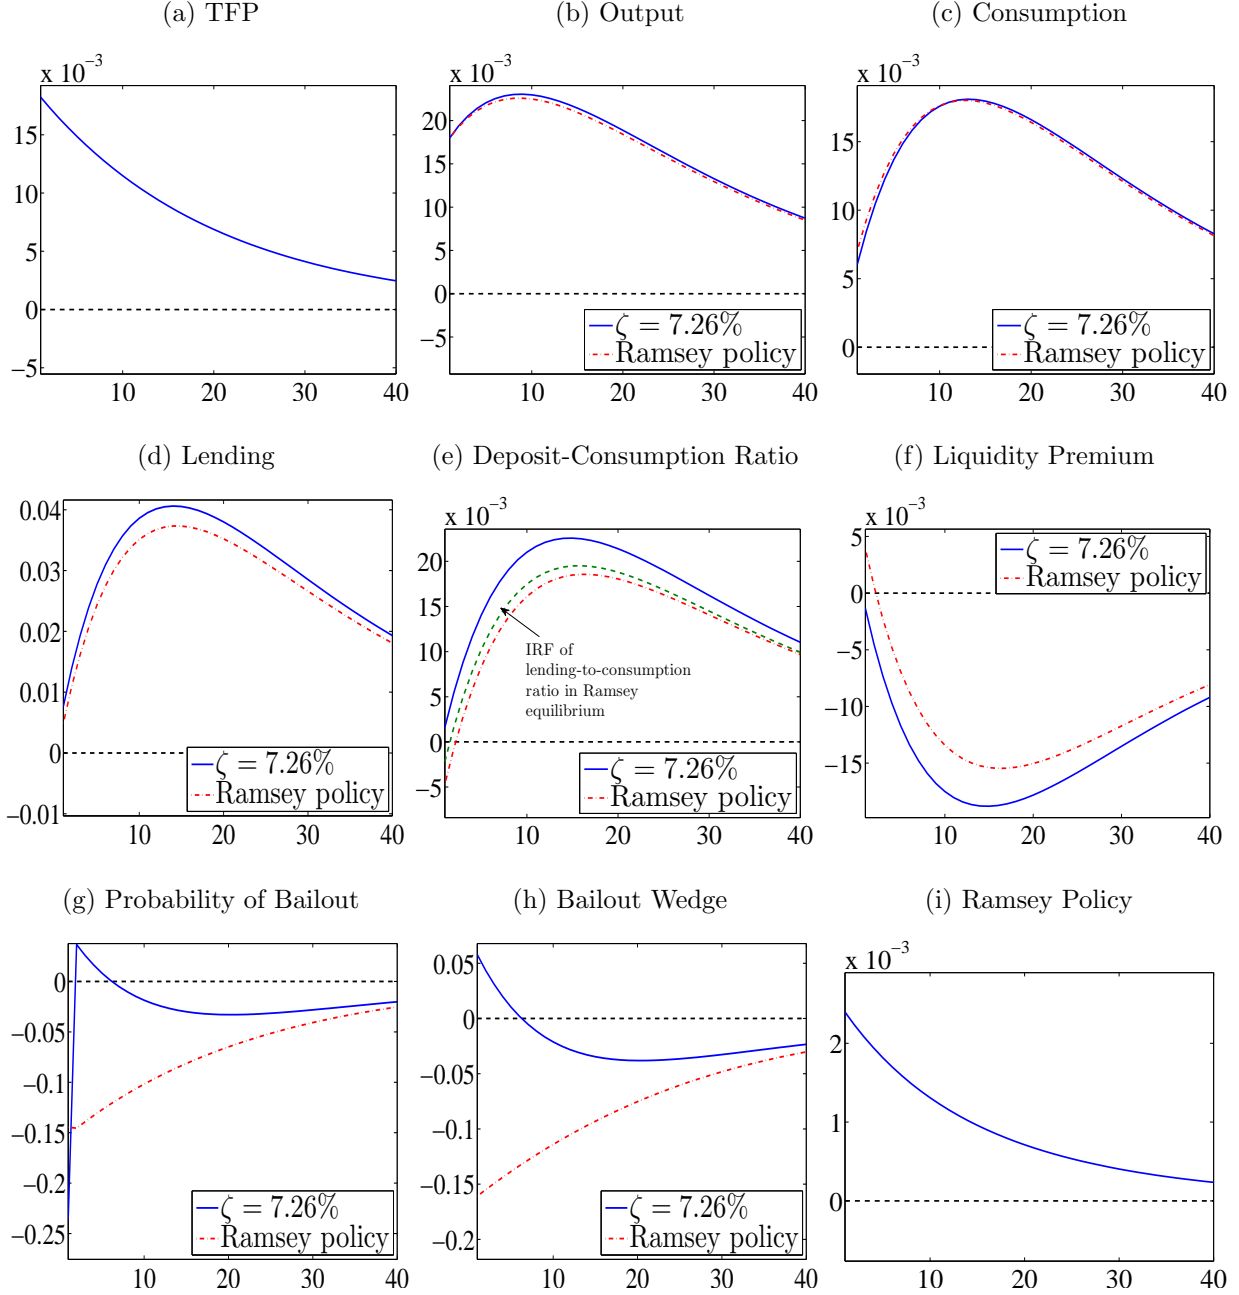 (a) TFP
(b) Output
(c) Consumption
x 10⁻³
15
10
5
0
−5
10
20
30
40
x 10⁻³
20
15
10
5
0
−5
ζ = 7.26%
Ramsey policy
10
20
30
40
x 10⁻³
15
10
5
0
ζ = 7.26%
Ramsey policy
10
20
30
40
(d) Lending
(e) Deposit-Consumption Ratio
(f) Liquidity Premium
0.04
0.03
0.02
0.01
0
−0.01
ζ = 7.26%
Ramsey policy
10
20
30
40
x 10⁻³
20
15
10
5
0
−5
IRF of
lending-to-consumption
ratio in Ramsey
equilibrium
ζ = 7.26%
Ramsey policy
10
20
30
40
x 10⁻³
5
0
−5
−10
−15
ζ = 7.26%
Ramsey policy
10
20
30
40
(g) Probability of Bailout
(h) Bailout Wedge
(i) Ramsey Policy
0
−0.05
−0.1
−0.15
−0.2
−0.25
ζ = 7.26%
Ramsey policy
10
20
30
40
0.05
0
−0.05
−0.1
−0.15
−0.2
ζ = 7.26%
Ramsey policy
10
20
30
40
x 10⁻³
2
1
0
10
20
30
40